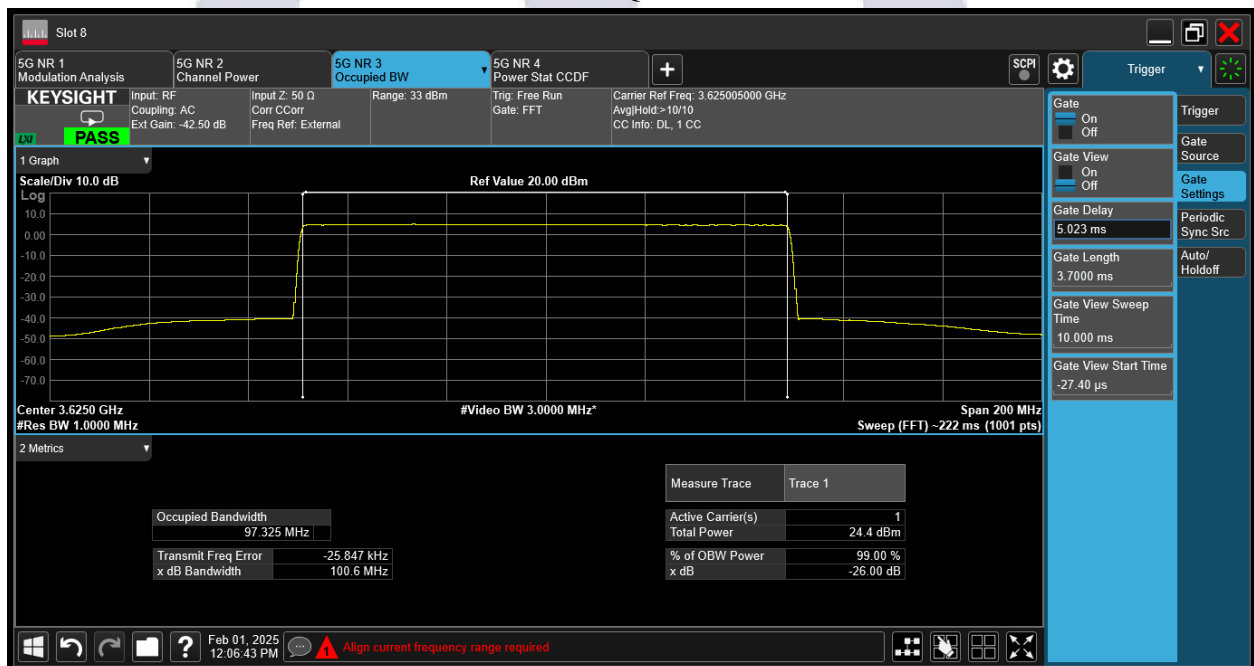 Slot 8
5G NR 1
Modulation Analysis
5G NR 2
Channel Power
5G NR 3
Occupied BW
5G NR 4
Power Stat CCDF
SCPI
Trigger
KEYSIGHT
LXI
PASS
Input: RF
Coupling: AC
Ext Gain: -42.50 dB
Input Z: 50 Ω
Corr CCorr
Freq Ref: External
Range: 33 dBm
Trig: Free Run
Gate: FFT
Carrier Ref Freq: 3.625005000 GHz
Avg|Hold:>10/10
CC Info: DL, 1 CC
1 Graph
Scale/Div 10.0 dB
Ref Value 20.00 dBm
Log
10.0
0.00
-10.0
-20.0
-30.0
-40.0
-50.0
-60.0
-70.0
Center 3.6250 GHz
#Video BW 3.0000 MHz*
Span 200 MHz
#Res BW 1.0000 MHz
Sweep (FFT) ~222 ms (1001 pts)
2 Metrics
Measure Trace
Trace 1
Occupied Bandwidth
97.325 MHz
Active Carrier(s)
1
Total Power
24.4 dBm
Transmit Freq Error
-25.847 kHz
x dB Bandwidth
100.6 MHz
% of OBW Power
99.00 %
x dB
-26.00 dB
Gate
On
Off
Gate View
On
Off
Gate Delay
5.023 ms
Gate Length
3.7000 ms
Gate View Sweep
Time
10.000 ms
Gate View Start Time
-27.40 µs
Trigger
Gate
Source
Gate
Settings
Periodic
Sync Src
Auto/
Holdoff
?
Feb 01, 2025
12:06:43 PM
1
Align current frequency range required